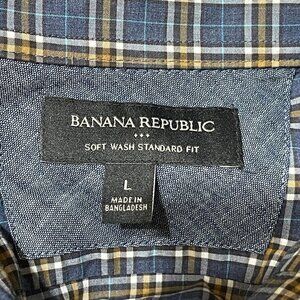 BANANA REPUBLIC
SOFT WASH STANDARD FIT
L
MADE IN
BANGLADESH